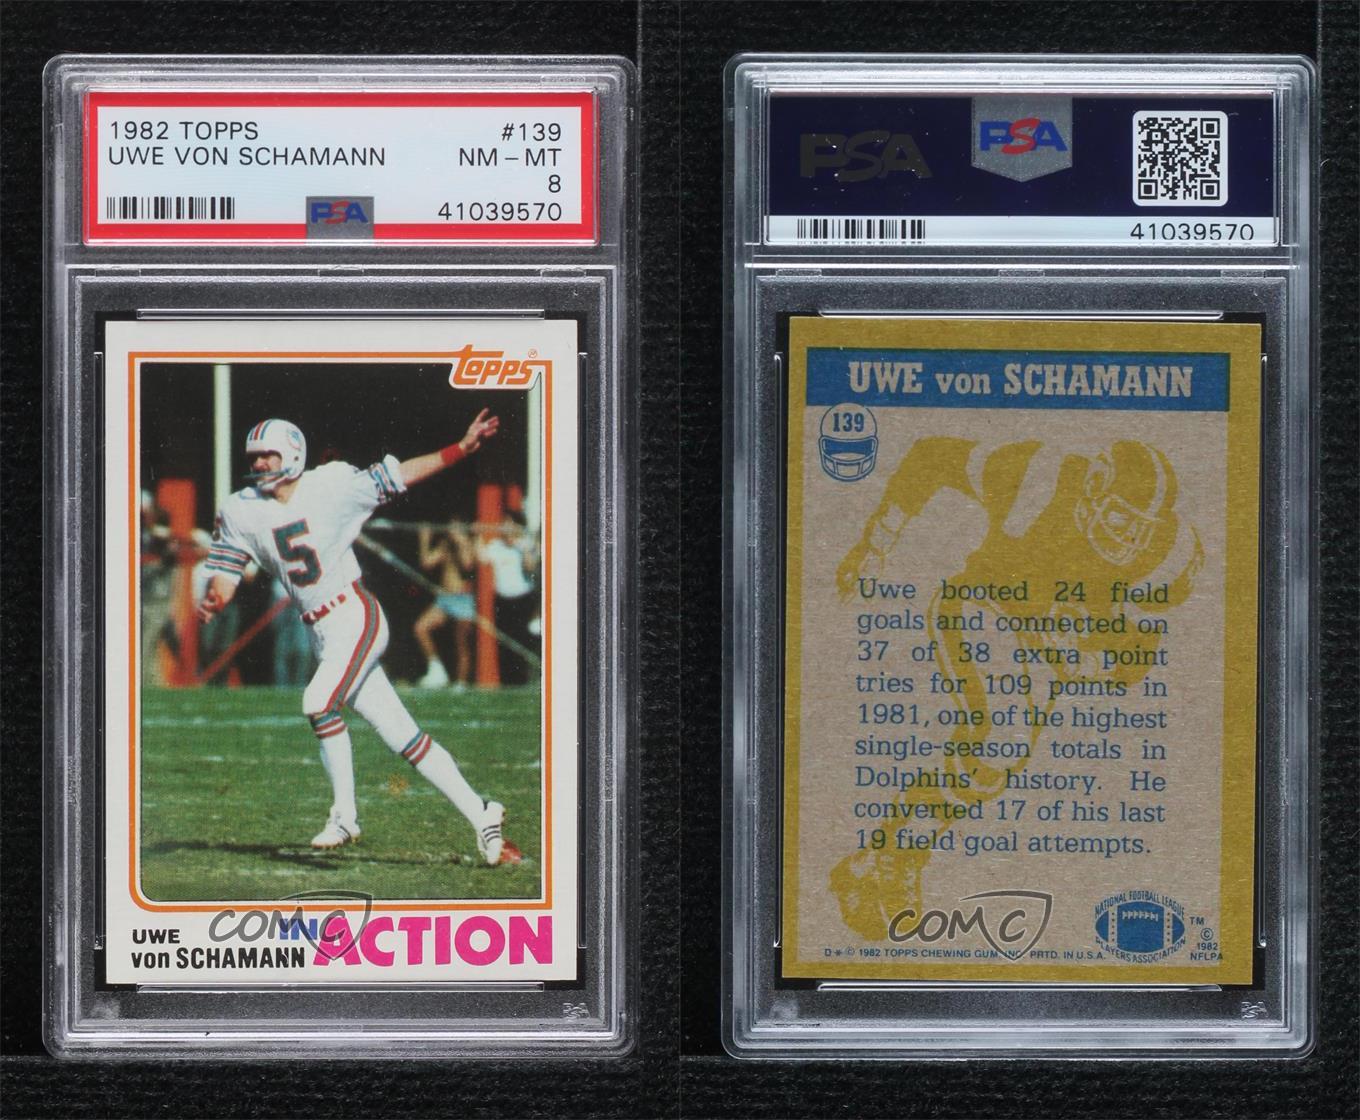 1982 TOPPS #139
UWE VON SCHAMANN NM - MT
8
PSA 41039570
topps®
5
COMC
IN ACTION
UWE
von SCHAMANN
PSA
PSA
PSA
41039570
UWE von SCHAMANN
139
Uwe booted 24 field
goals and connected on
37 of 38 extra point
tries for 109 points in
1981, one of the highest
single-season totals in
Dolphins' history. He
converted 17 of his last
19 field goal attempts.
COMC
NATIONAL FOOTBALL LEAGUE
PLAYERS ASSOCIATION
TM
©
1982
NFLPA
D * © 1982 TOPPS CHEWING GUM, INC. PRTD. IN U.S.A.
PSA